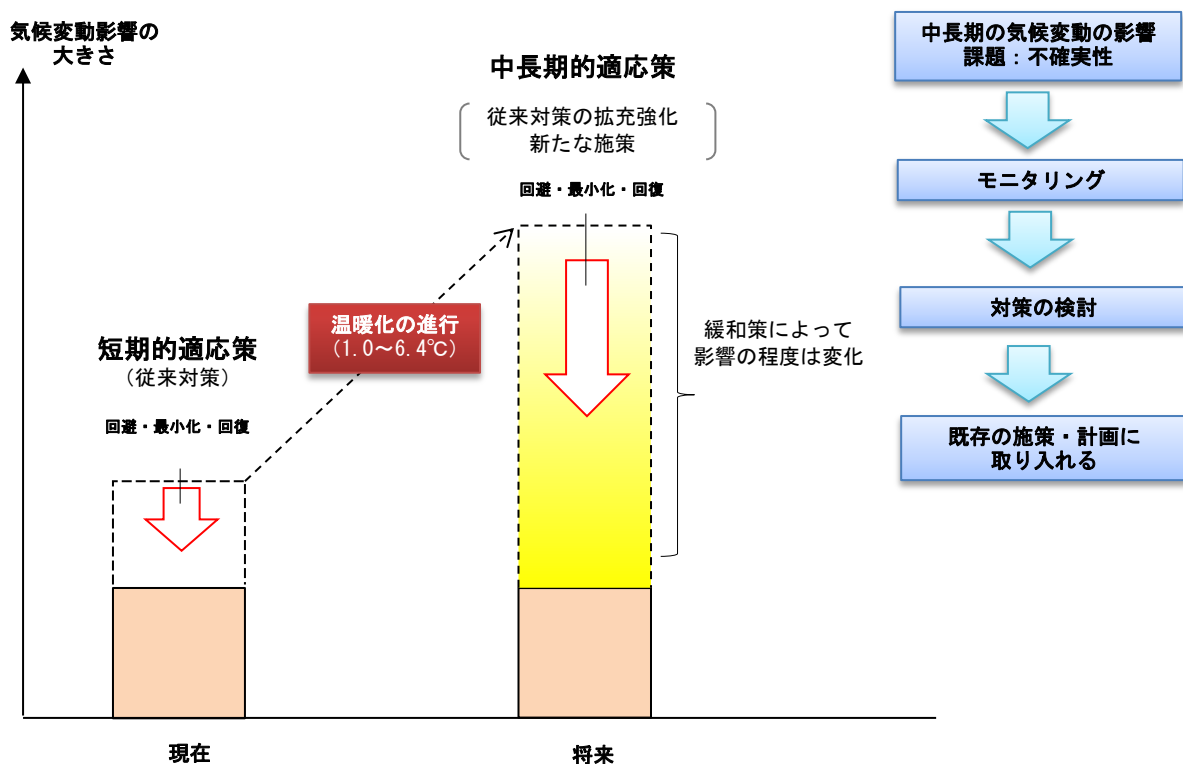 気候変動影響の
大きさ
中長期的適応策
従来対策の拡充強化
新たな施策
回避・最小化・回復
温暖化の進行
（1.0～6.4℃）
短期的適応策
（従来対策）
回避・最小化・回復
緩和策によって
影響の程度は変化
現在
将来
中長期の気候変動の影響
課題：不確実性
モニタリング
対策の検討
既存の施策・計画に
取り入れる